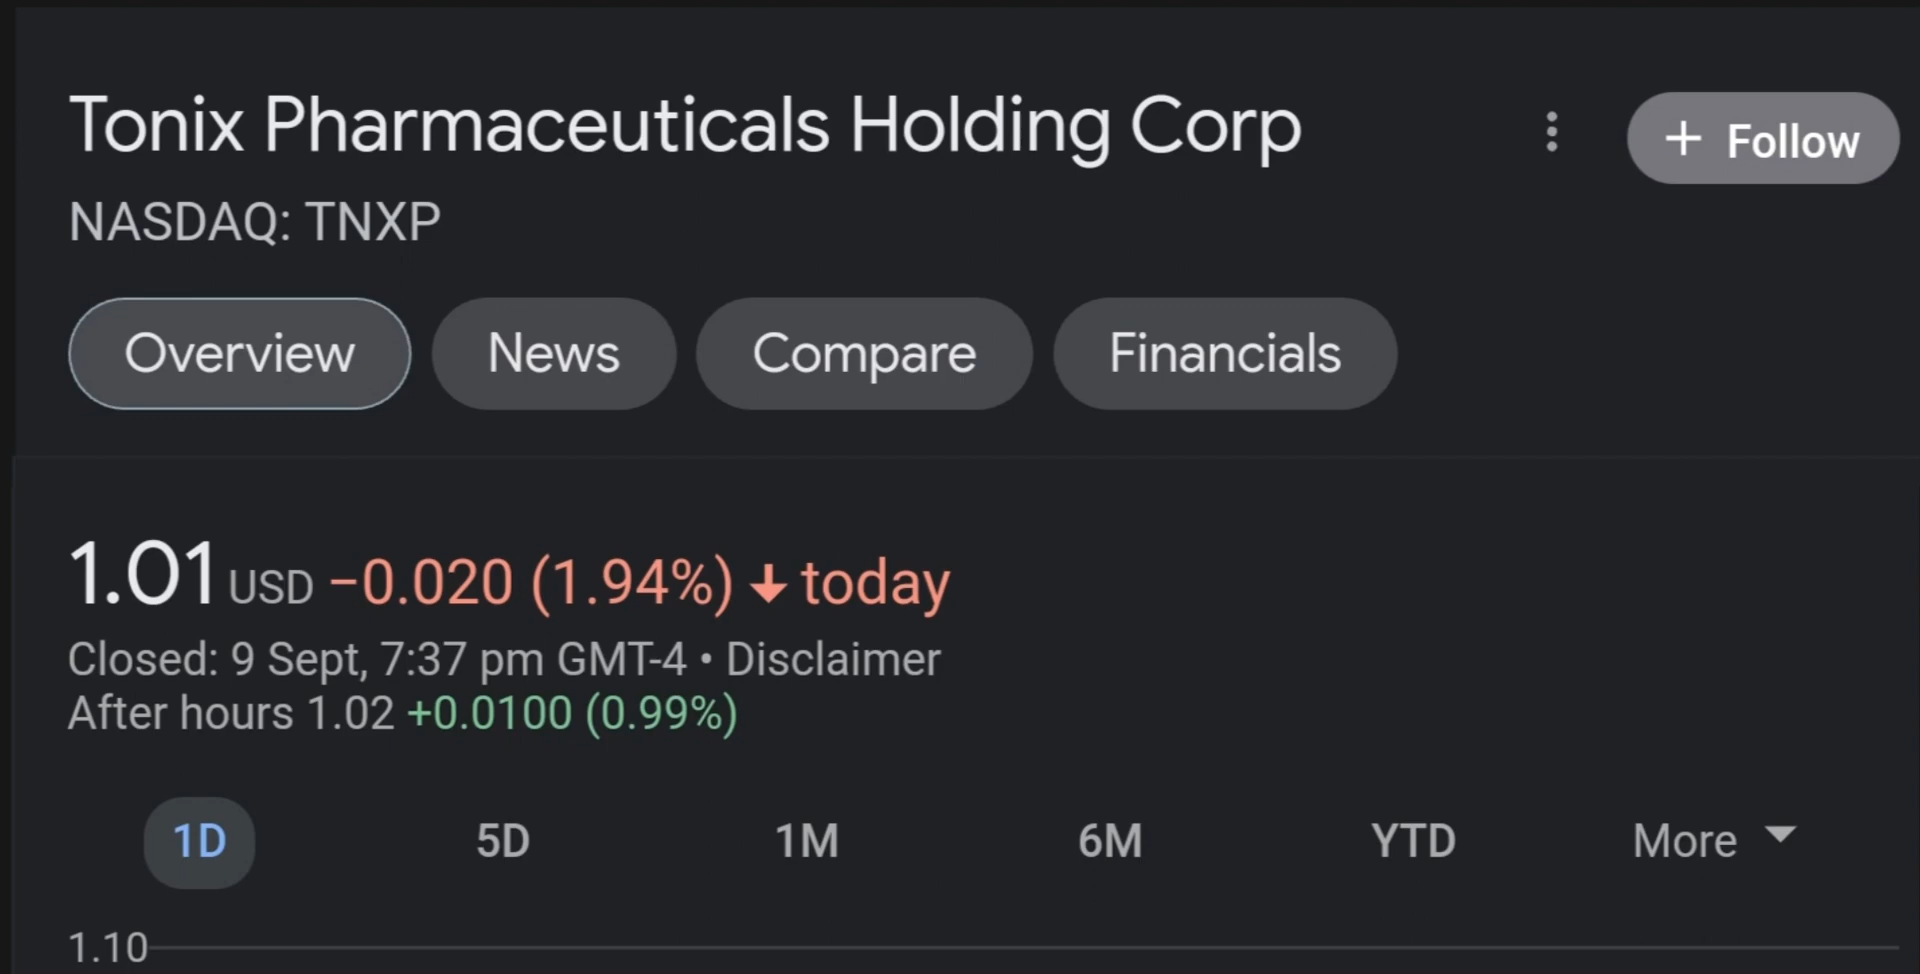 Tonix Pharmaceuticals Holding Corp
+ Follow
NASDAQ: TNXP
Overview News Compare Financials
1.01 USD −0.020 (1.94%) ↓ today
Closed: 9 Sept, 7:37 pm GMT-4 • Disclaimer
After hours 1.02 +0.0100 (0.99%)
1D 5D 1M 6M YTD More
1.10